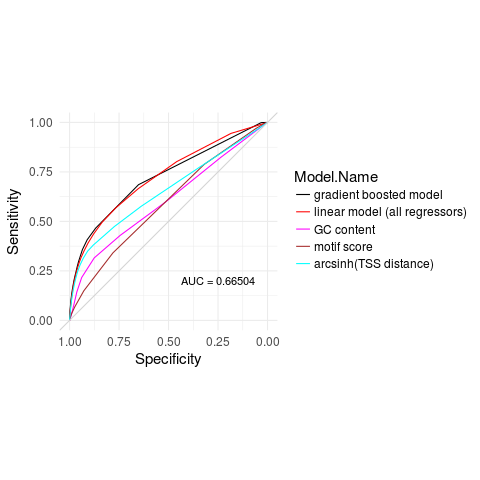 Sensitivity
1.00
0.75
0.50
0.25
0.00
AUC = 0.66504
1.00 0.75 0.50 0.25 0.00
Specificity
Model.Name
gradient boosted model
linear model (all regressors)
GC content
motif score
arcsinh(TSS distance)